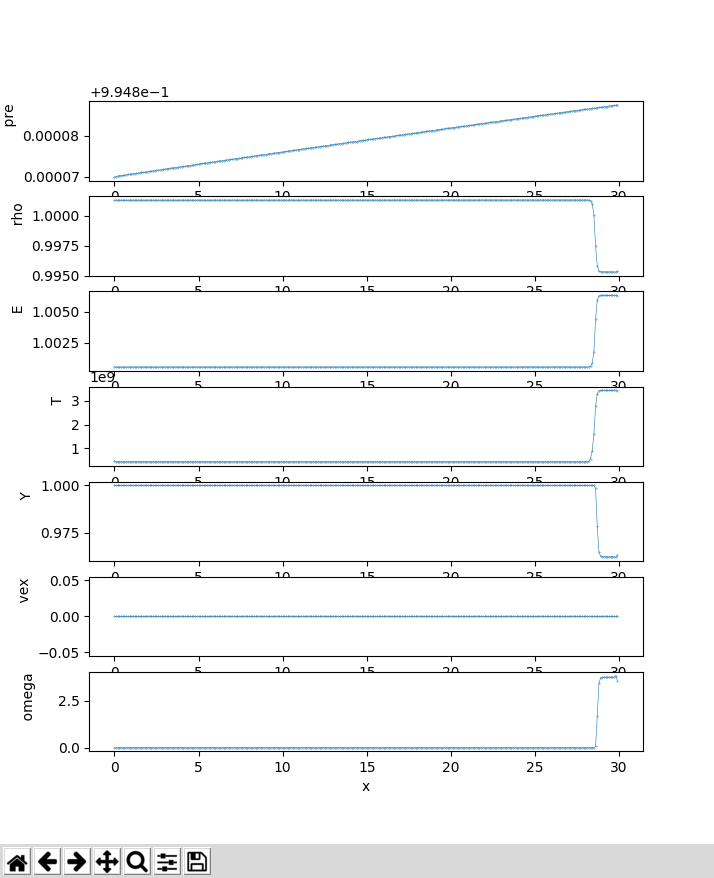 +9.948e−1
pre
0.00008
0.00007
0 5 10 15 20 25 30
rho
1.0000
0.9975
0.9950
0 5 10 15 20 25 30
E
1.0050
1.0025
0 5 10 15 20 25 30
1e9
T
3
2
1
0 5 10 15 20 25 30
Y
1.000
0.975
0 5 10 15 20 25 30
vex
0.05
0.00
−0.05
0 5 10 15 20 25 30
omega
2.5
0.0
0 5 10 15 20 25 30
x